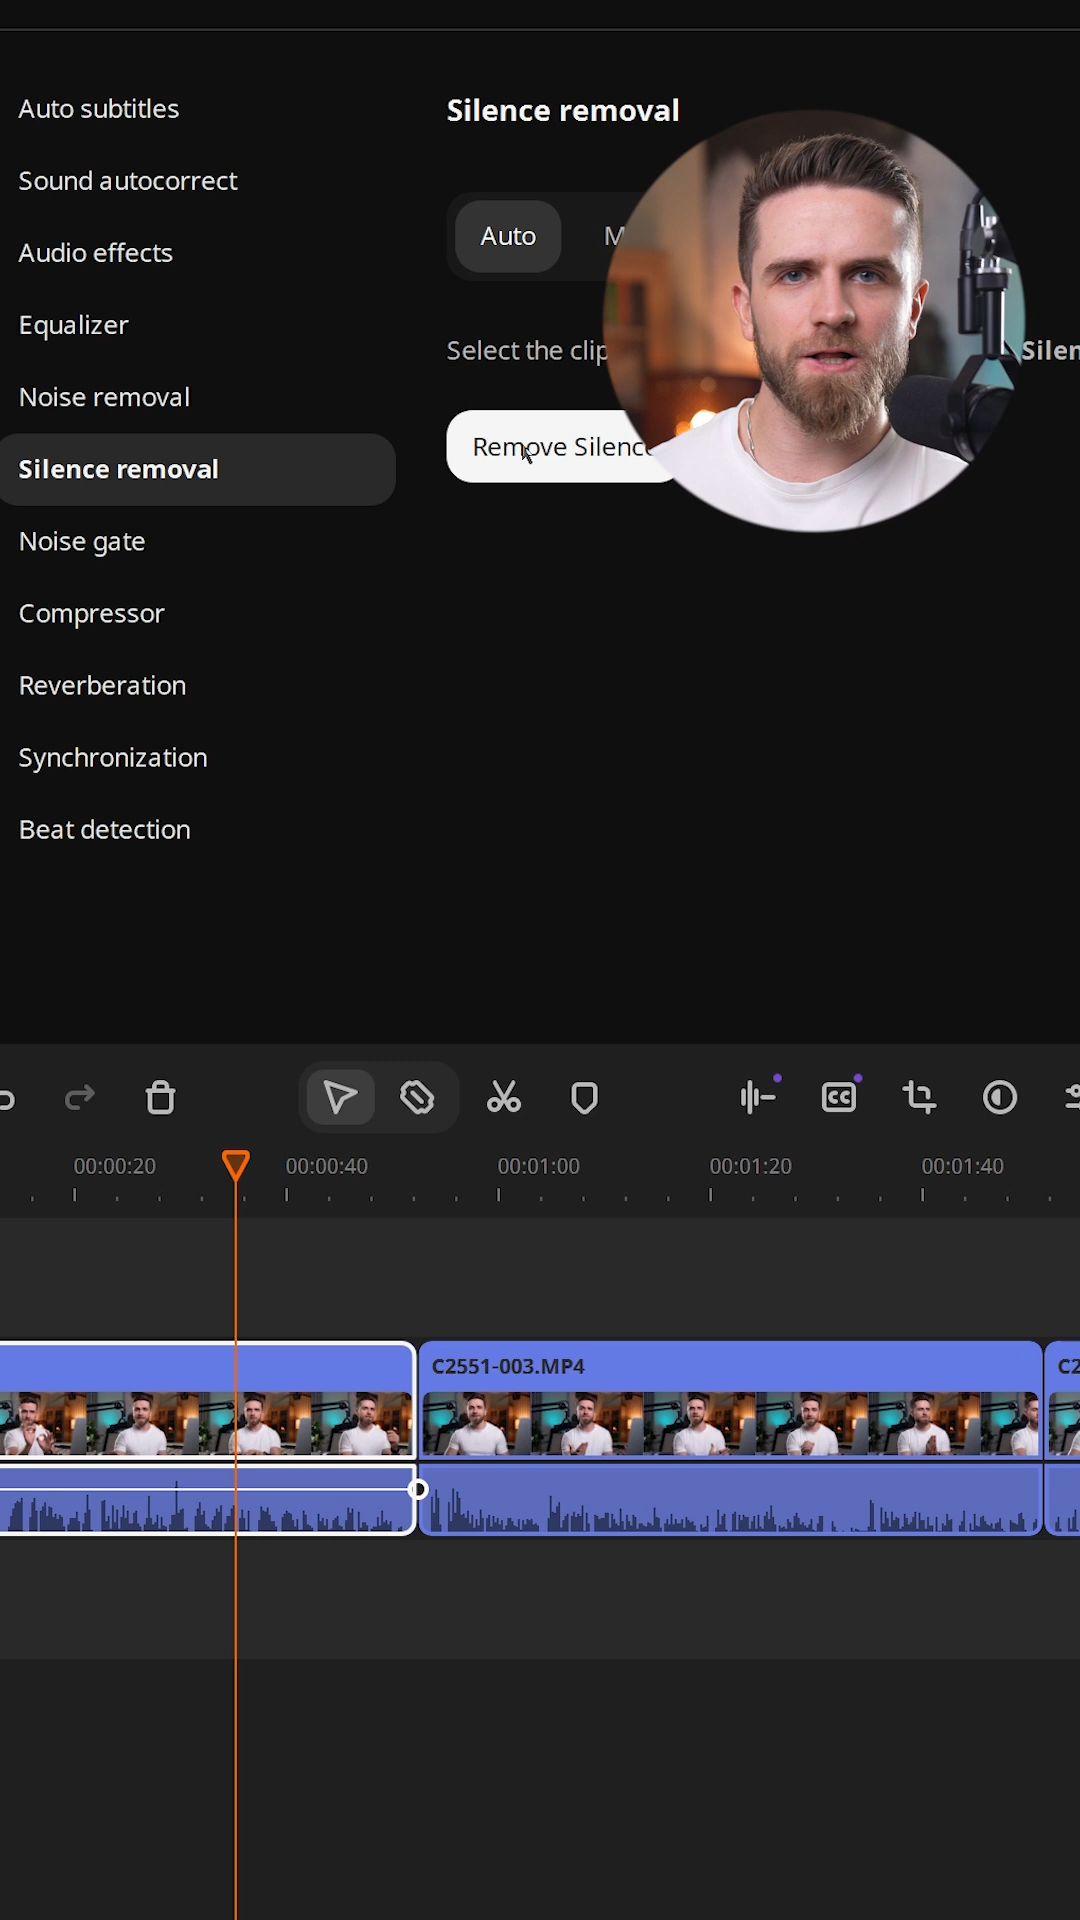 Auto subtitles
Sound autocorrect
Audio effects
Equalizer
Noise removal
Silence removal
Noise gate
Compressor
Reverberation
Synchronization
Beat detection
Silence removal
Auto
Select the clip
Remove
00:00:20
00:00:40
00:01:00
00:01:20
00:01:40
C2551-003.MP4